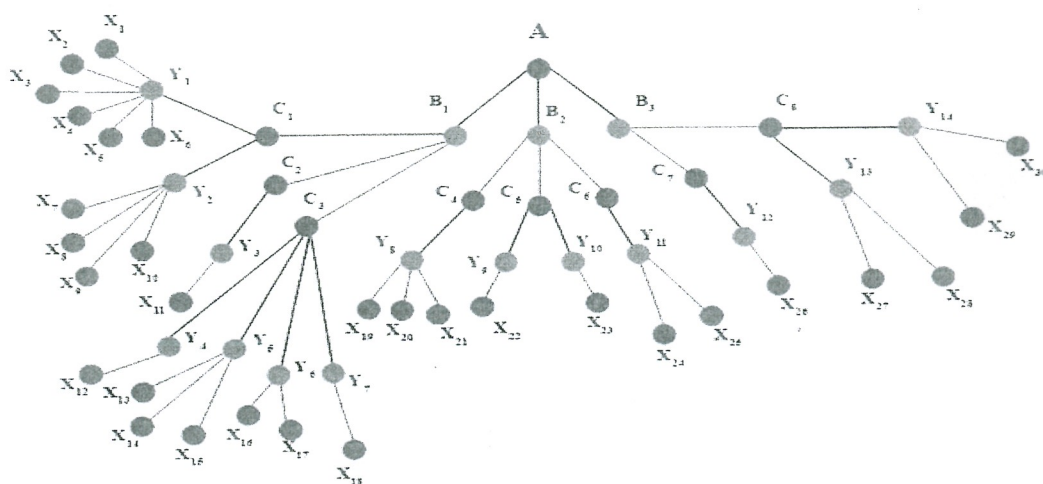 A
X₁
X₂
X₃
X₄
X₅
X₆
Y₁
C₁
B₁
B₂
B₃
C₈
Y₁₄
X₃₀
X₂₉
Y₁₃
X₂₇
X₂₈
C₇
Y₁₂
X₂₆
Y₂
X₇
X₈
X₉
X₁₀
C₂
Y₃
X₁₁
C₃
Y₄
X₁₂
Y₅
X₁₃
X₁₄
X₁₅
Y₆
X₁₆
X₁₇
Y₇
X₁₈
C₄
Y₈
X₁₉
X₂₀
X₂₁
C₅
Y₉
X₂₂
Y₁₀
X₂₃
C₆
Y₁₁
X₂₄
X₂₅